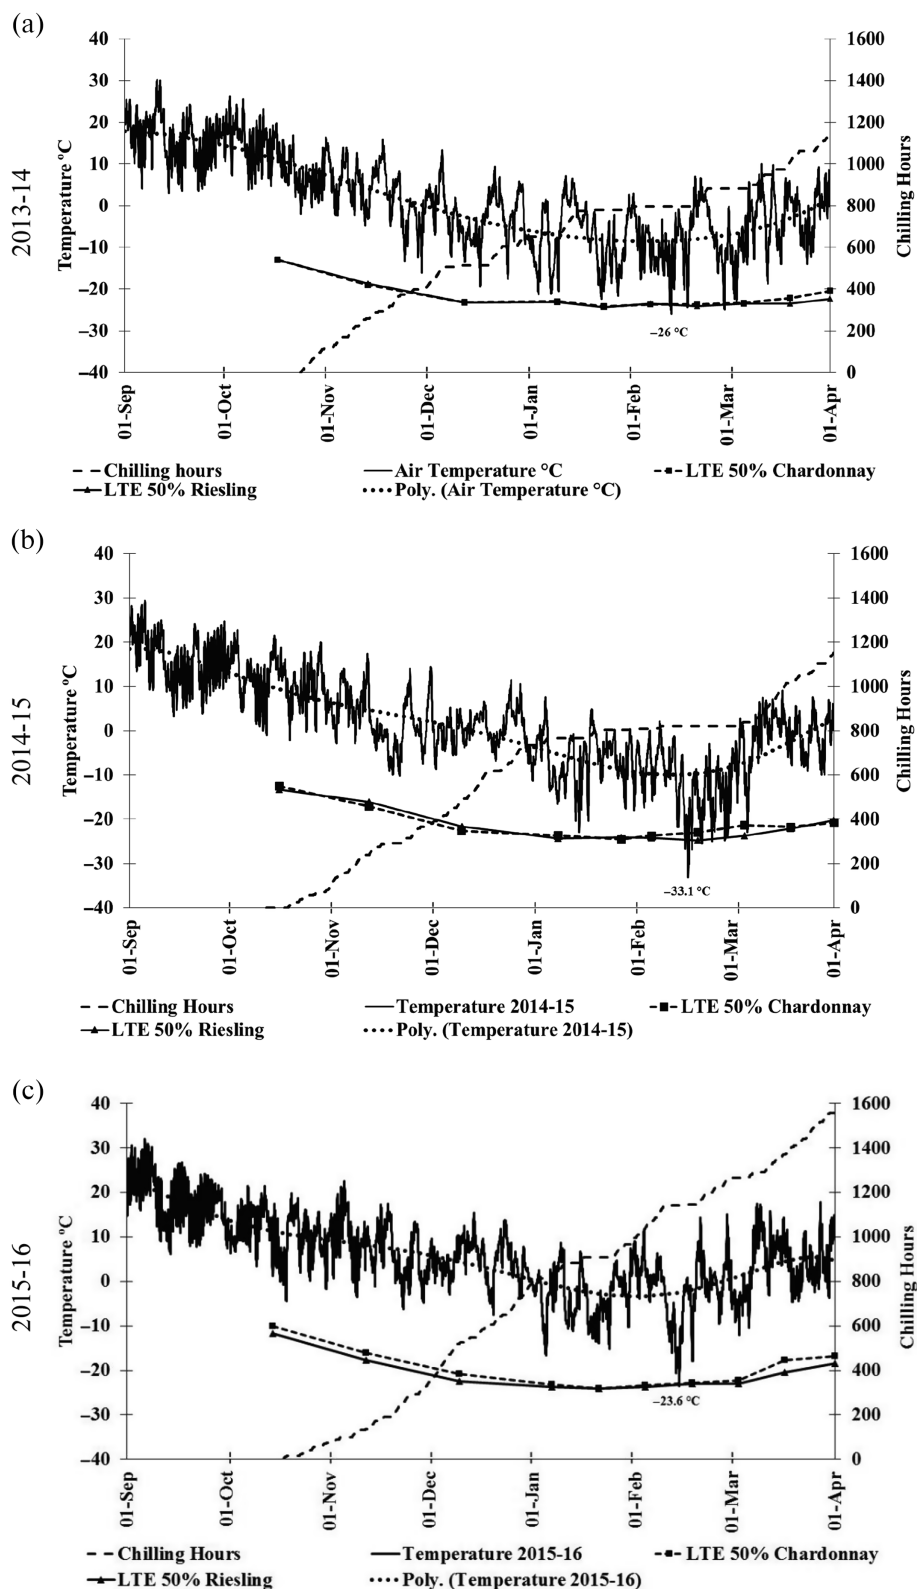 (a)
40 1600
30 1400
20 1200
10 1000
0 800
−10 600
−20 400
−30 200
−40 0
2013-14
Temperature ºC
Chilling Hours
−26 °C
01-Sep 01-Oct 01-Nov 01-Dec 01-Jan 01-Feb 01-Mar 01-Apr
Chilling hours Air Temperature °C LTE 50% Chardonnay
LTE 50% Riesling Poly. (Air Temperature °C)
(b)
40 1600
30 1400
20 1200
10 1000
0 800
−10 600
−20 400
−30 200
−40 0
2014-15
Temperature ºC
Chilling Hours
−33.1 °C
01-Sep 01-Oct 01-Nov 01-Dec 01-Jan 01-Feb 01-Mar 01-Apr
Chilling Hours Temperature 2014-15 LTE 50% Chardonnay
LTE 50% Riesling Poly. (Temperature 2014-15)
(c)
40 1600
30 1400
20 1200
10 1000
0 800
−10 600
−20 400
−30 200
−40 0
2015-16
Temperature ºC
Chilling Hours
−23.6 °C
01-Sep 01-Oct 01-Nov 01-Dec 01-Jan 01-Feb 01-Mar 01-Apr
Chilling Hours Temperature 2015-16 LTE 50% Chardonnay
LTE 50% Riesling Poly. (Temperature 2015-16)